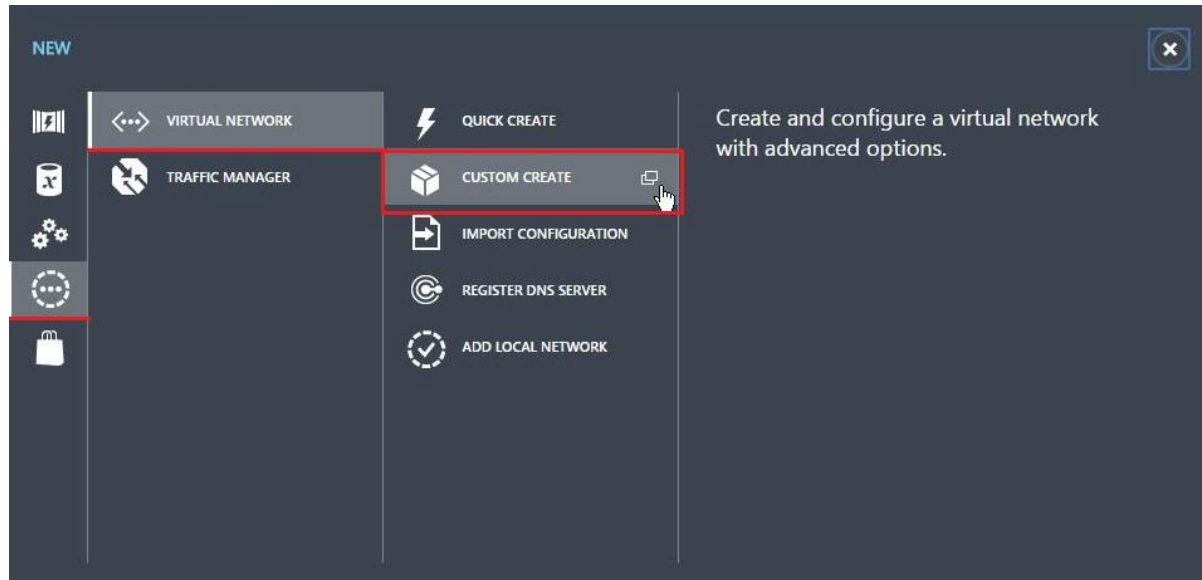 NEW
VIRTUAL NETWORK
TRAFFIC MANAGER
QUICK CREATE
CUSTOM CREATE
IMPORT CONFIGURATION
REGISTER DNS SERVER
ADD LOCAL NETWORK
Create and configure a virtual network
with advanced options.